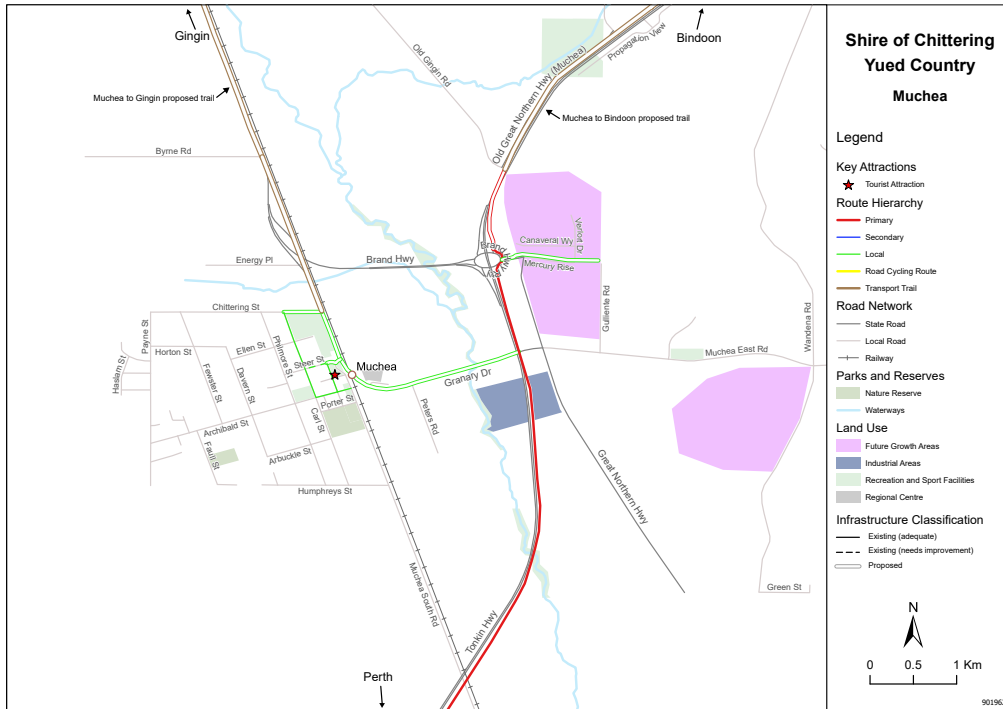 Gingin
Bindoon
Old Gingin Rd
Propagation View
Old Great Northern Hwy (Muchea)
Muchea to Gingin proposed trail
Muchea to Bindoon proposed trail
Byrne Rd
Verlort Dr
Canaveral Wy
Brand Hwy
Brand Hwy
Mercury Rise
Energy Pl
Gulliente Rd
Wandena Rd
Chittering St
Payne St
Horton St
Ellen St
Philmore St
Steer St
Muchea
Muchea East Rd
Haslam St
Fewster St
Davern St
Granary Dr
Porter St
Carl St
Peters Rd
Archibald St
Faull St
Arbuckle St
Great Northern Hwy
Humphreys St
Muchea South Rd
Green St
Tonkin Hwy
Perth
Shire of Chittering
Yued Country
Muchea
Legend
Key Attractions
Tourist Attraction
Route Hierarchy
Primary
Secondary
Local
Road Cycling Route
Transport Trail
Road Network
State Road
Local Road
Railway
Parks and Reserves
Nature Reserve
Waterways
Land Use
Future Growth Areas
Industrial Areas
Recreation and Sport Facilities
Regional Centre
Infrastructure Classification
Existing (adequate)
Existing (needs improvement)
Proposed
N
0 0.5 1 Km